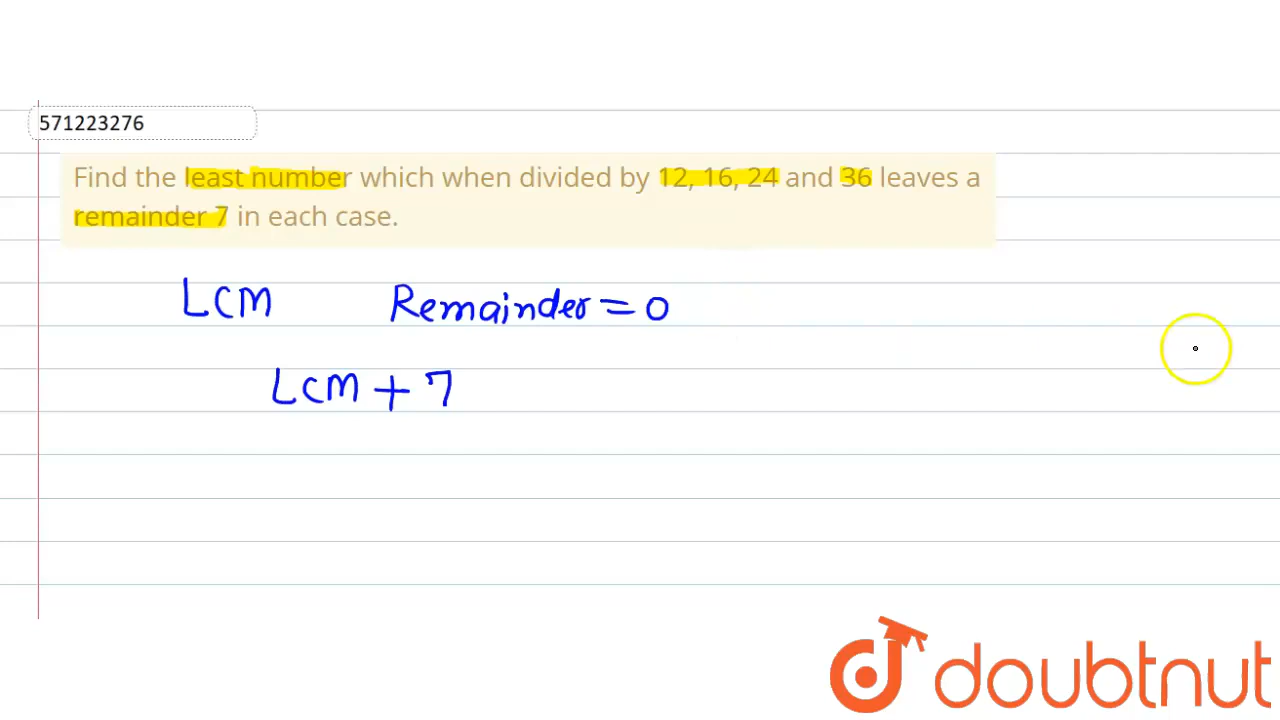 571223276
Find the least number which when divided by 12, 16, 24 and 36 leaves a
remainder 7 in each case.
LCM Remainder = 0
LCM + 7
doubtnut